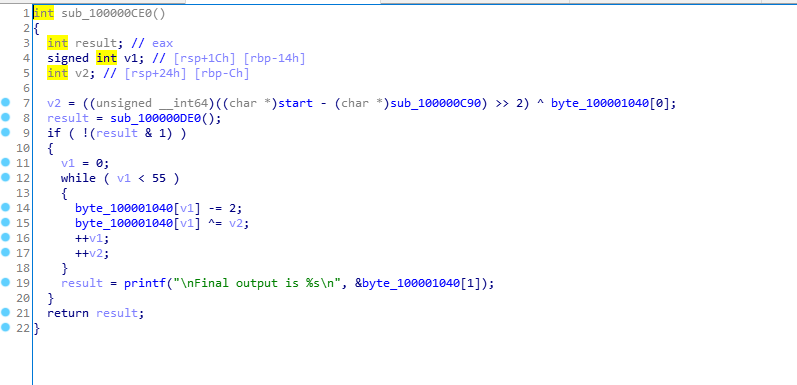 1 int sub_100000CE0()
2 {
3   int result; // eax
4   signed int v1; // [rsp+1Ch] [rbp-14h]
5   int v2; // [rsp+24h] [rbp-Ch]
6
7   v2 = ((unsigned __int64)((char *)start - (char *)sub_100000C90) >> 2) ^ byte_100001040[0];
8   result = sub_100000DE0();
9   if ( !(result & 1) )
10   {
11     v1 = 0;
12     while ( v1 < 55 )
13     {
14       byte_100001040[v1] -= 2;
15       byte_100001040[v1] ^= v2;
16       ++v1;
17       ++v2;
18     }
19     result = printf("\nFinal output is %s\n", &byte_100001040[1]);
20   }
21   return result;
22 }